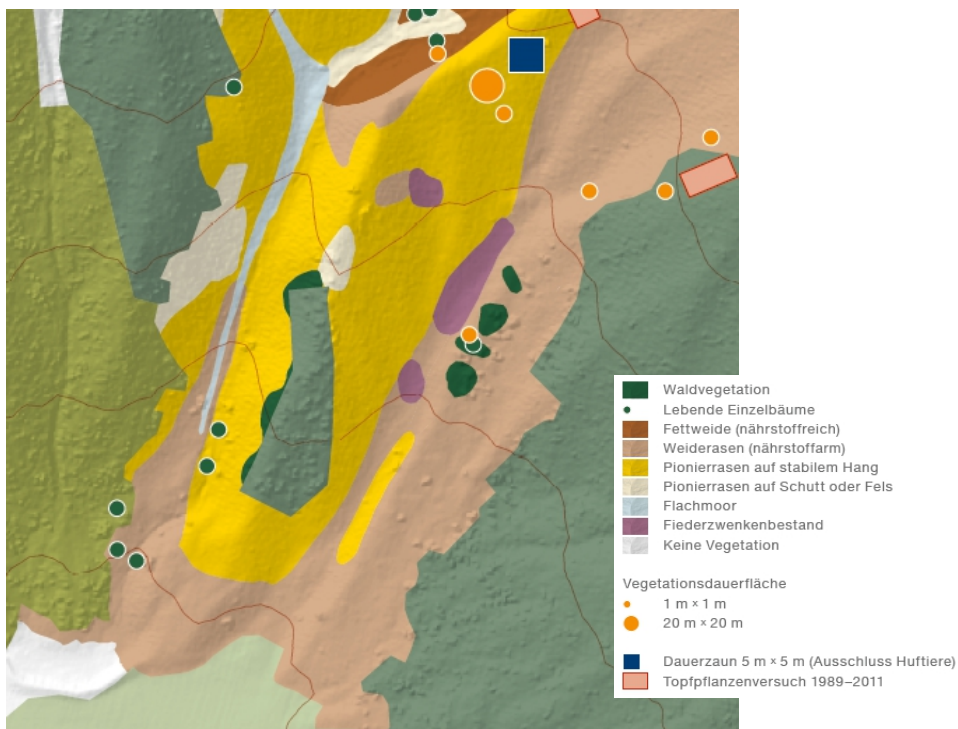 Waldvegetation
Lebende Einzelbäume
Fettweide (nährstoffreich)
Weiderasen (nährstoffarm)
Pionierrasen auf stabilem Hang
Pionierrasen auf Schutt oder Fels
Flachmoor
Fiederzwenkenbestand
Keine Vegetation
Vegetationsdauerfläche
1 m × 1 m
20 m × 20 m
Dauerzaun 5 m × 5 m (Ausschluss Huftiere)
Topfpflanzenversuch 1989–2011